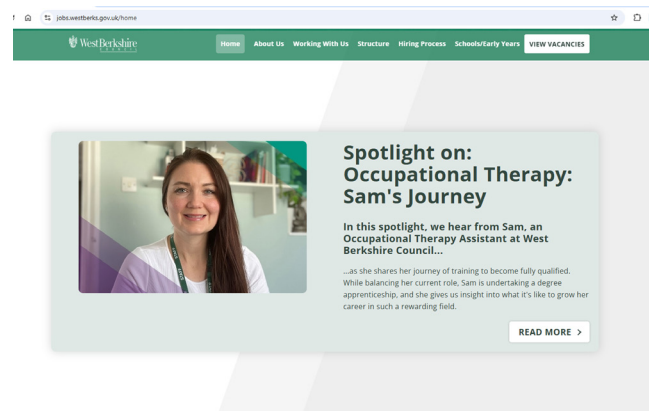 jobs.westberks.gov.uk/home
West Berkshire
COUNCIL
Home About Us Working With Us Structure Hiring Process Schools/Early Years VIEW VACANCIES
Spotlight on:
Occupational Therapy:
Sam's Journey
In this spotlight, we hear from Sam, an
Occupational Therapy Assistant at West
Berkshire Council...
...as she shares her journey of training to become fully qualified.
While balancing her current role, Sam is undertaking a degree
apprenticeship, and she gives us insight into what it's like to grow her
career in such a rewarding field.
READ MORE >